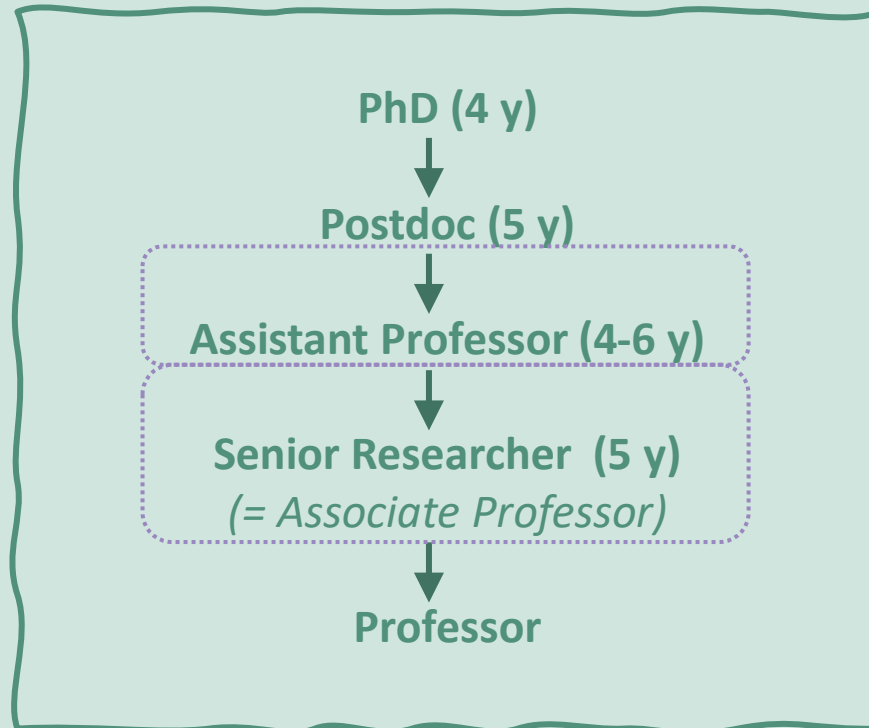 PhD (4 y)
Postdoc (5 y)
Assistant Professor (4-6 y)
Senior Researcher  (5 y)
(= Associate Professor)
Professor